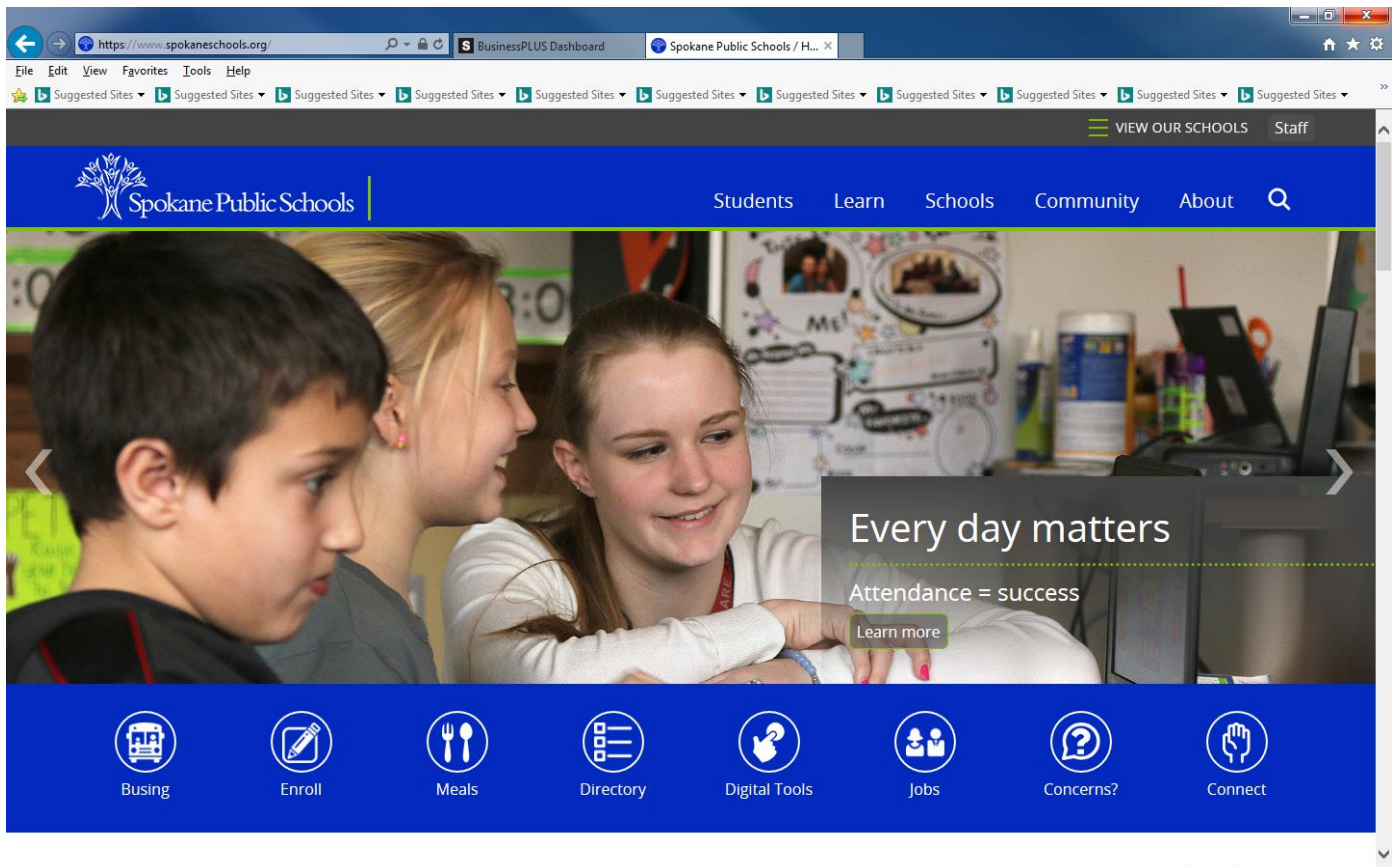 https://www.spokaneschools.org/ BusinessPLUS Dashboard Spokane Public Schools / H...
File Edit View Favorites Tools Help
Suggested Sites Suggested Sites Suggested Sites Suggested Sites Suggested Sites Suggested Sites Suggested Sites Suggested Sites Suggested Sites Suggested Sites Suggested Sites
VIEW OUR SCHOOLS Staff
Spokane Public Schools
Students Learn Schools Community About
ME!
Every day matters
Attendance = success
Learn more
Busing Enroll Meals Directory Digital Tools Jobs Concerns? Connect